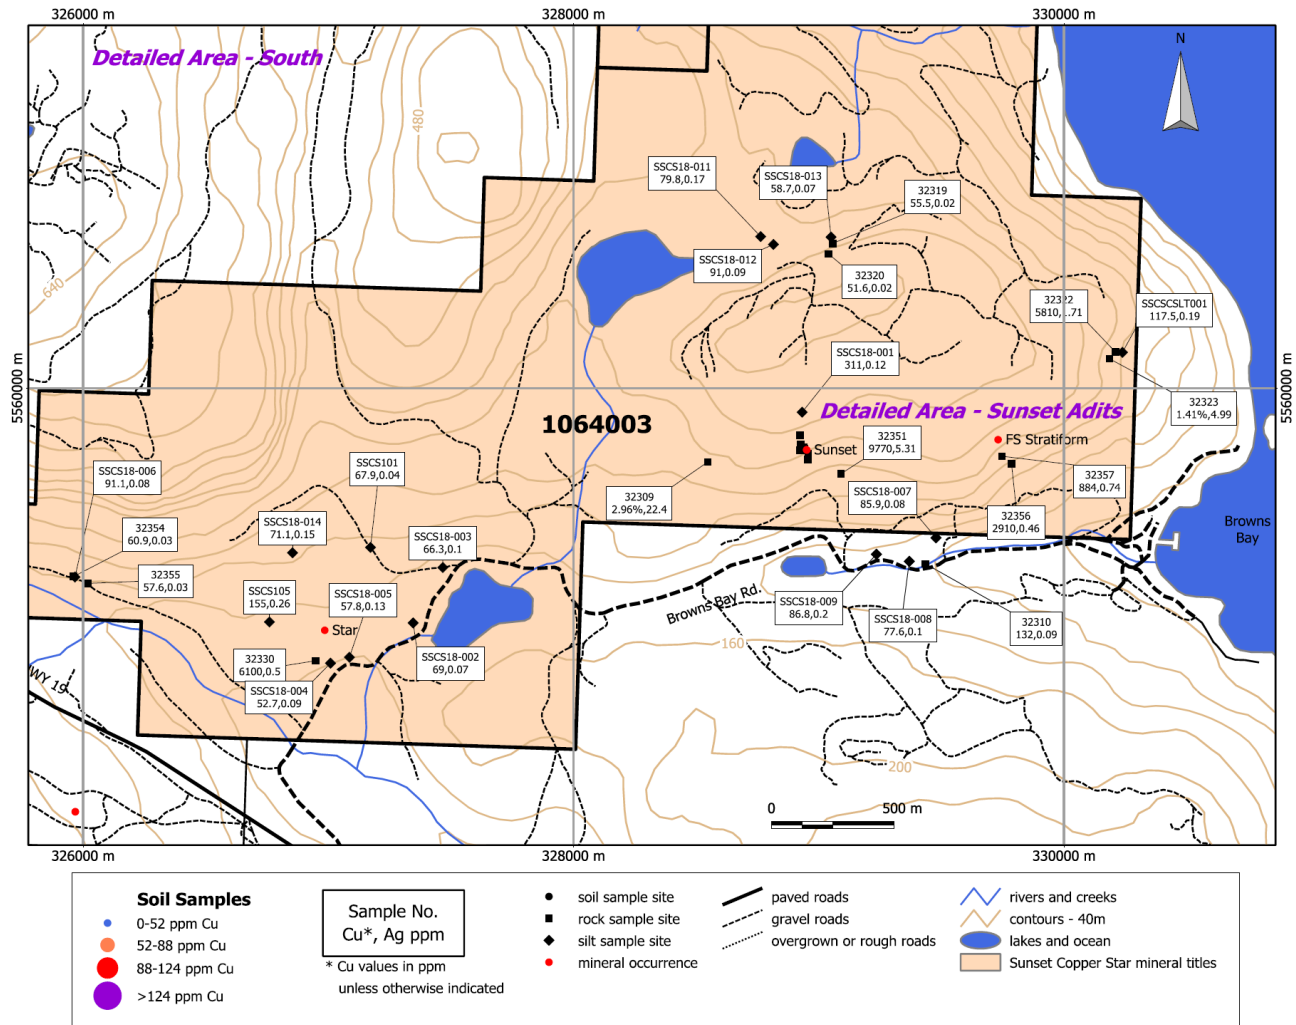 326000 m
328000 m
330000 m
Detailed Area - South
N
480
SSCS18-011
79.8,0.17
SSCS18-013
58.7,0.07
32319
55.5,0.02
SSCS18-012
91,0.09
32320
51.6,0.02
640
32322
5810,1.71
SSCSCSLT001
117.5,0.19
SSCS18-001
311,0.12
5560000 m
5560000 m
32323
1.41%,4.99
Detailed Area - Sunset Adits
1064003
FS Stratiform
Sunset
32351
9770,5.31
SSCS18-006
91.1,0.08
SSCS101
67.9,0.04
32357
884,0.74
32309
2.96%,22.4
SSCS18-007
85.9,0.08
32356
2910,0.46
Browns
Bay
32354
60.9,0.03
SSCS18-014
71.1,0.15
SSCS18-003
66.3,0.1
32355
57.6,0.03
SSCS105
155,0.26
SSCS18-005
57.8,0.13
Browns Bay Rd.
SSCS18-009
86.8,0.2
SSCS18-008
77.6,0.1
32310
132,0.09
Star
160
32330
6100,0.5
SSCS18-002
69,0.07
SSCS18-004
52.7,0.09
WY 19
200
0
500 m
326000 m
328000 m
330000 m
Soil Samples
0-52 ppm Cu
52-88 ppm Cu
88-124 ppm Cu
>124 ppm Cu
Sample No.
Cu*, Ag ppm
* Cu values in ppm
unless otherwise indicated
soil sample site
rock sample site
silt sample site
mineral occurrence
paved roads
gravel roads
overgrown or rough roads
rivers and creeks
contours - 40m
lakes and ocean
Sunset Copper Star mineral titles